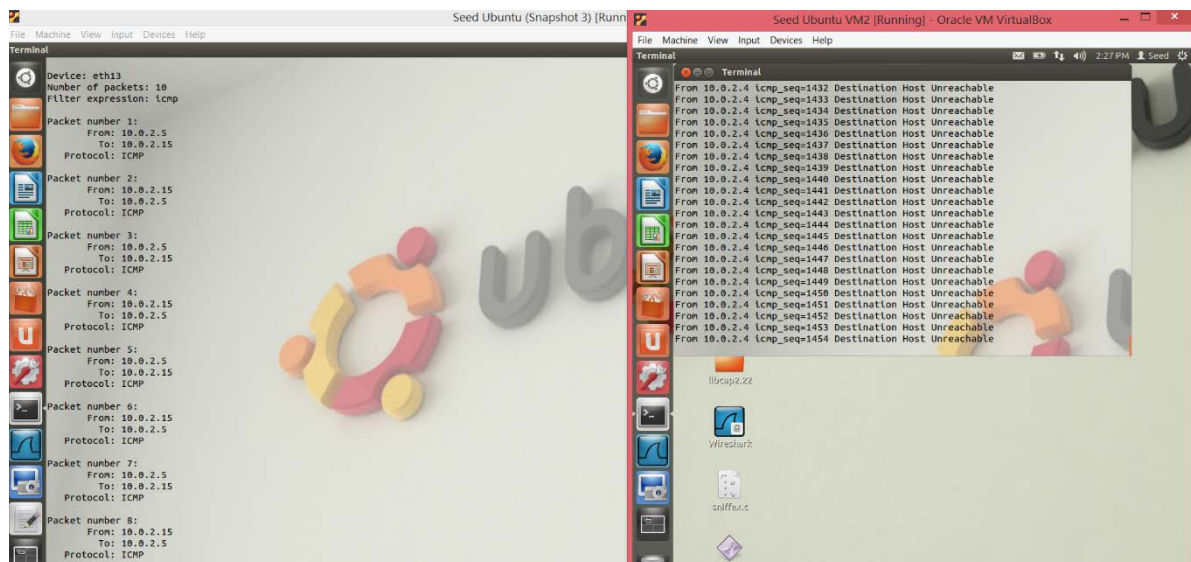 Seed Ubuntu (Snapshot 3) [Runn
File Machine View Input Devices Help
Terminal
Device: eth13
Number of packets: 10
Filter expression: icmp
Packet number 1:
From: 10.0.2.5
To: 10.0.2.15
Protocol: ICMP
Packet number 2:
From: 10.0.2.15
To: 10.0.2.5
Protocol: ICMP
Packet number 3:
From: 10.0.2.5
To: 10.0.2.15
Protocol: ICMP
Packet number 4:
From: 10.0.2.15
To: 10.0.2.5
Protocol: ICMP
Packet number 5:
From: 10.0.2.5
To: 10.0.2.15
Protocol: ICMP
Packet number 6:
From: 10.0.2.15
To: 10.0.2.5
Protocol: ICMP
Packet number 7:
From: 10.0.2.5
To: 10.0.2.15
Protocol: ICMP
Packet number 8:
From: 10.0.2.15
To: 10.0.2.5
Protocol: ICMP
ub
Seed Ubuntu VM2 [Running] - Oracle VM VirtualBox
File Machine View Input Devices Help
Terminal
2:27 PM Seed
Terminal
From 10.0.2.4 icmp_seq=1432 Destination Host Unreachable
From 10.0.2.4 icmp_seq=1433 Destination Host Unreachable
From 10.0.2.4 icmp_seq=1434 Destination Host Unreachable
From 10.0.2.4 icmp_seq=1435 Destination Host Unreachable
From 10.0.2.4 icmp_seq=1436 Destination Host Unreachable
From 10.0.2.4 icmp_seq=1437 Destination Host Unreachable
From 10.0.2.4 icmp_seq=1438 Destination Host Unreachable
From 10.0.2.4 icmp_seq=1439 Destination Host Unreachable
From 10.0.2.4 icmp_seq=1440 Destination Host Unreachable
From 10.0.2.4 icmp_seq=1441 Destination Host Unreachable
From 10.0.2.4 icmp_seq=1442 Destination Host Unreachable
From 10.0.2.4 icmp_seq=1443 Destination Host Unreachable
From 10.0.2.4 icmp_seq=1444 Destination Host Unreachable
From 10.0.2.4 icmp_seq=1445 Destination Host Unreachable
From 10.0.2.4 icmp_seq=1446 Destination Host Unreachable
From 10.0.2.4 icmp_seq=1447 Destination Host Unreachable
From 10.0.2.4 icmp_seq=1448 Destination Host Unreachable
From 10.0.2.4 icmp_seq=1449 Destination Host Unreachable
From 10.0.2.4 icmp_seq=1450 Destination Host Unreachable
From 10.0.2.4 icmp_seq=1451 Destination Host Unreachable
From 10.0.2.4 icmp_seq=1452 Destination Host Unreachable
From 10.0.2.4 icmp_seq=1453 Destination Host Unreachable
From 10.0.2.4 icmp_seq=1454 Destination Host Unreachable
libcap2.22
Wireshark
sniffex.c